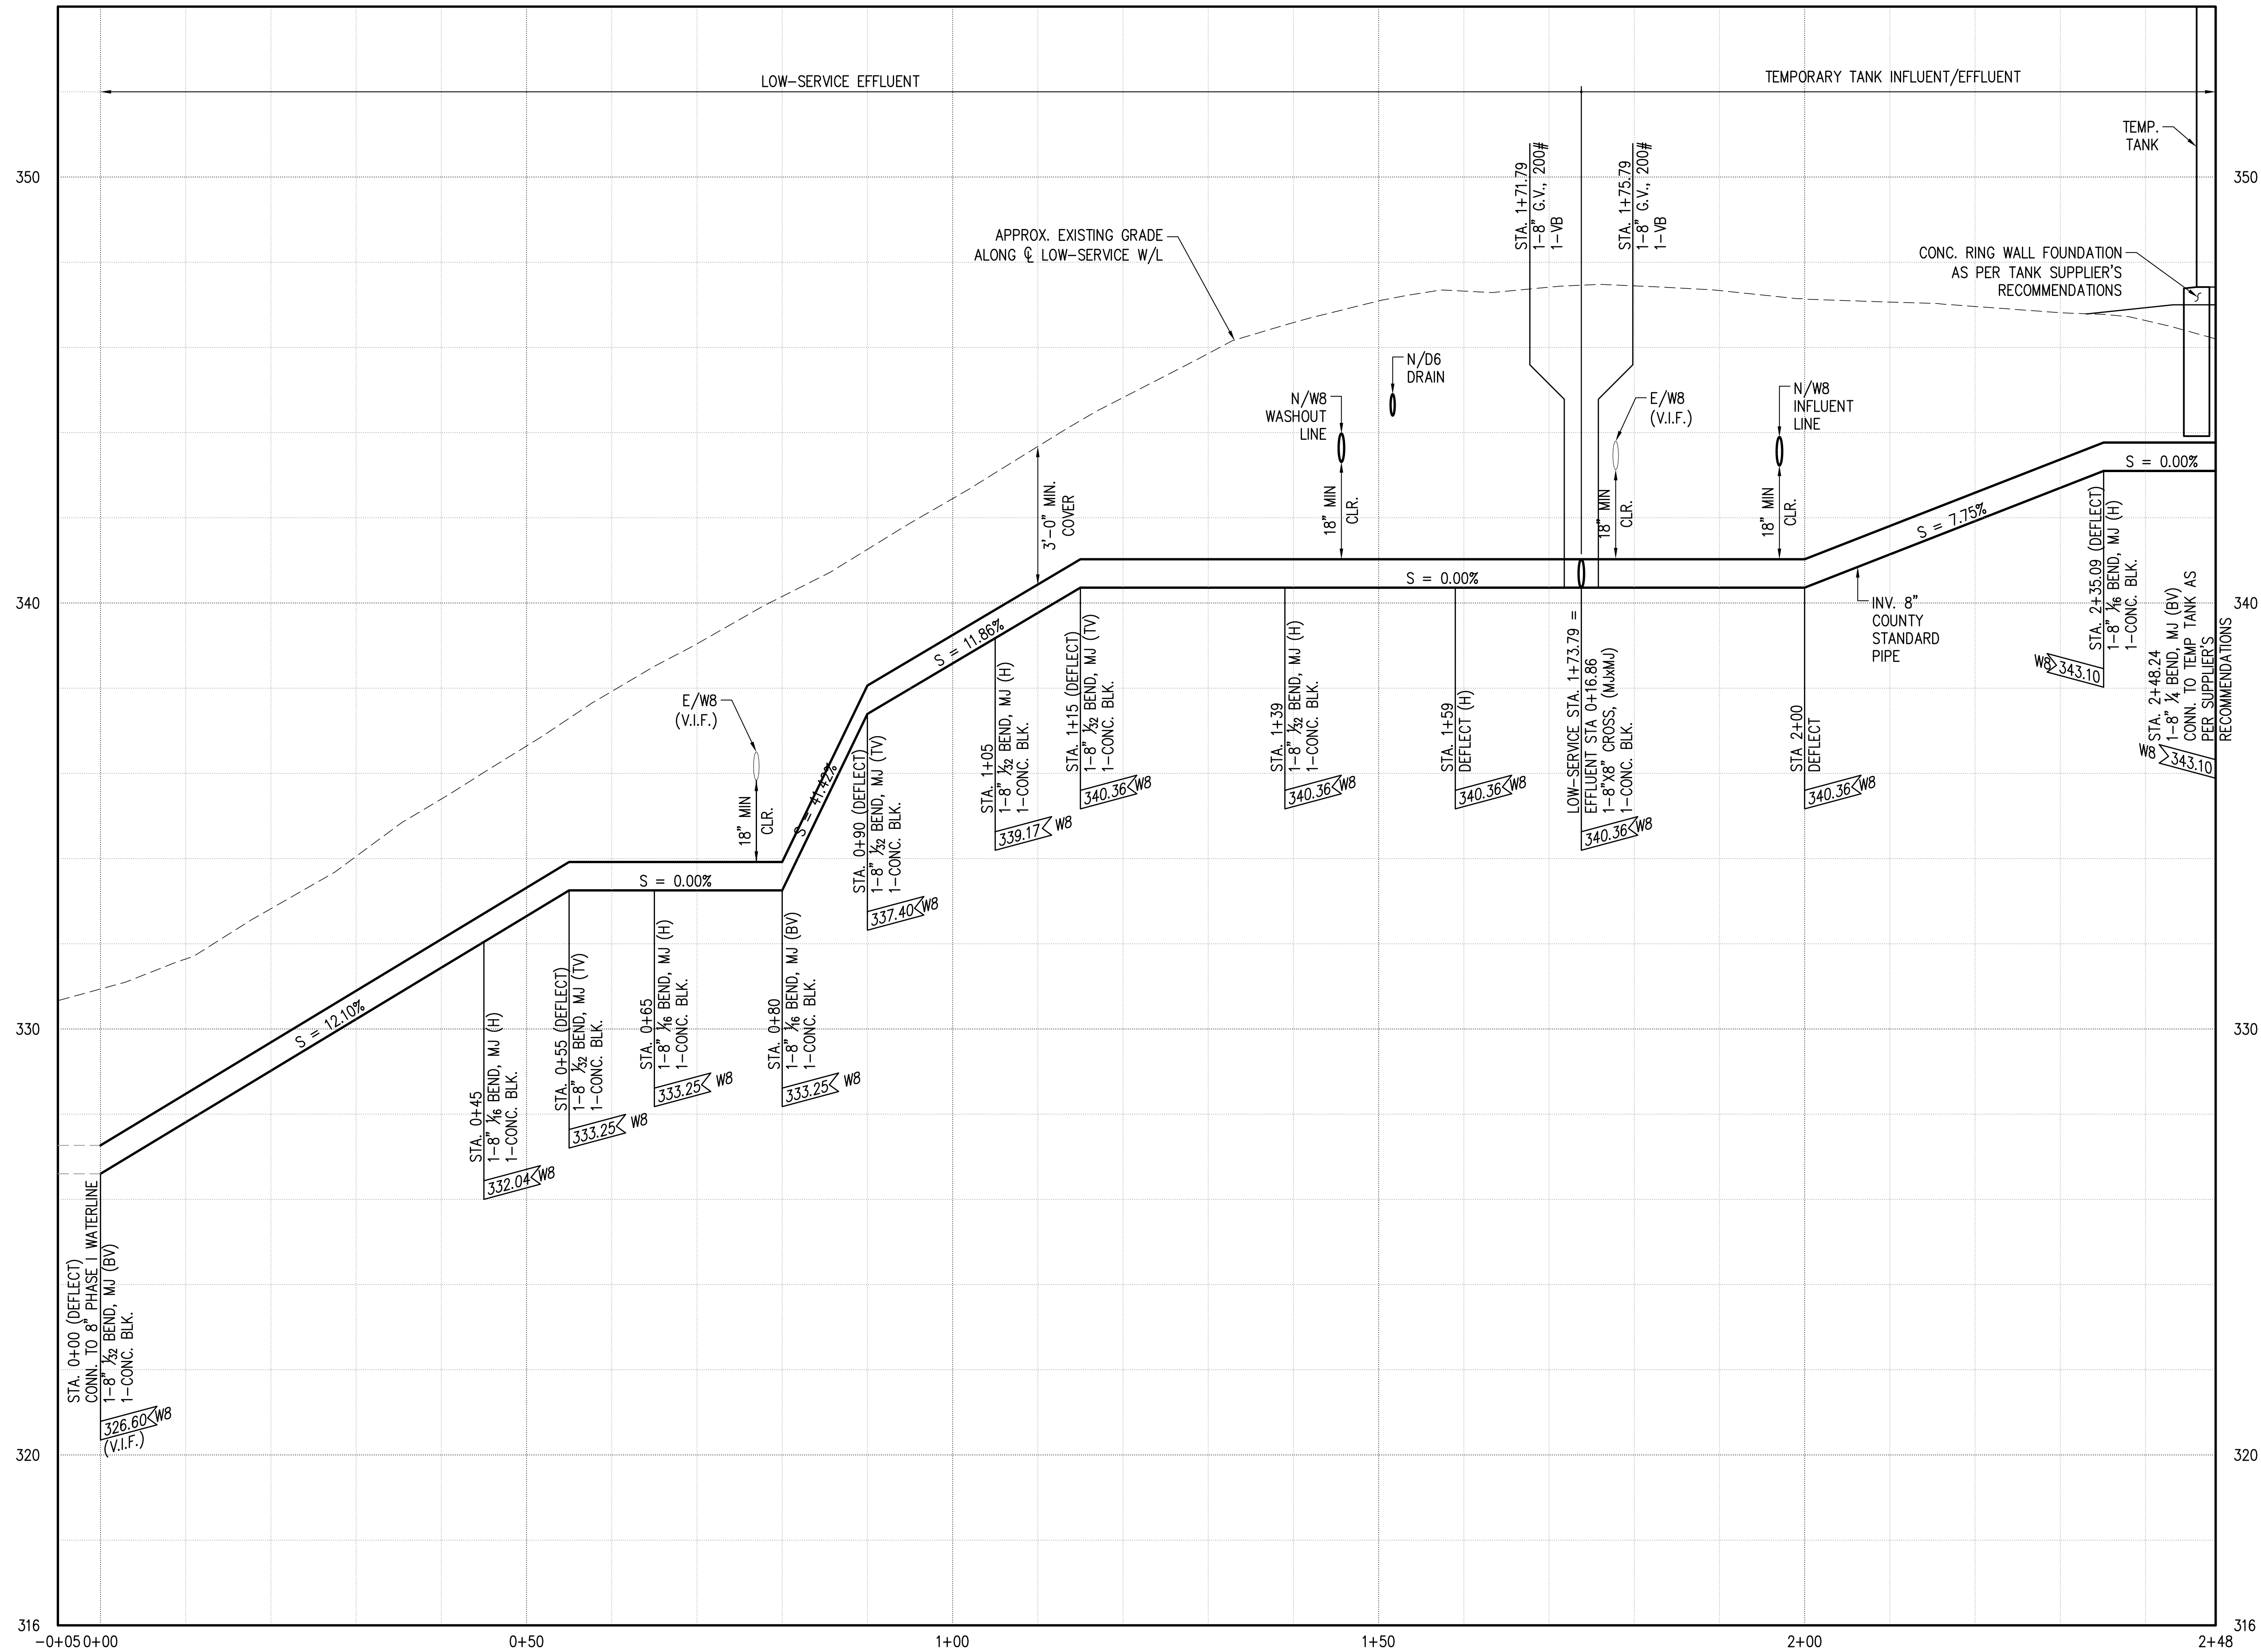 LOW-SERVICE EFFLUENT
TEMPORARY TANK INFLUENT/EFFLUENT
TEMP.
TANK
350
350
STA. 1+71.79
1-8" G.V., 200#
1-VB
STA. 1+75.79
1-8" G.V., 200#
1-VB
APPROX. EXISTING GRADE
ALONG ℄ LOW-SERVICE W/L
CONC. RING WALL FOUNDATION
AS PER TANK SUPPLIER'S
RECOMMENDATIONS
N/D6
DRAIN
N/W8
WASHOUT
LINE
E/W8
(V.I.F.)
N/W8
INFLUENT
LINE
3'-0" MIN.
COVER
18" MIN
CLR.
18" MIN
CLR.
18" MIN
CLR.
S = 0.00%
S = 7.75%
S = 0.00%
340
340
INV. 8"
COUNTY
STANDARD
PIPE
S = 11.86%
E/W8
(V.I.F.)
18" MIN
CLR.
S = 41.42%
S = 0.00%
S = 12.10%
STA. 0+00 (DEFLECT)
CONN. TO 8" PHASE I WATERLINE
1-8" 1/32 BEND, MJ (BV)
1-CONC. BLK.
326.60 W8
(V.I.F.)
STA. 0+45
1-8" 1/16 BEND, MJ (H)
1-CONC. BLK.
332.04 W8
STA. 0+55 (DEFLECT)
1-8" 1/32 BEND, MJ (TV)
1-CONC. BLK.
333.25 W8
STA. 0+65
1-8" 1/16 BEND, MJ (H)
1-CONC. BLK.
333.25 W8
STA. 0+80
1-8" 1/16 BEND, MJ (BV)
1-CONC. BLK.
333.25 W8
STA. 0+90 (DEFLECT)
1-8" 1/32 BEND, MJ (TV)
1-CONC. BLK.
337.40 W8
STA. 1+05
1-8" 1/32 BEND, MJ (H)
1-CONC. BLK.
339.17 W8
STA. 1+15 (DEFLECT)
1-8" 1/32 BEND, MJ (TV)
1-CONC. BLK.
340.36 W8
STA. 1+39
1-8" 1/32 BEND, MJ (H)
1-CONC. BLK.
340.36 W8
STA. 1+59
DEFLECT (H)
340.36 W8
LOW-SERVICE STA. 1+73.79 =
EFFLUENT STA 0+16.86
1-8"X8" CROSS, (MJxMJ)
1-CONC. BLK.
340.36 W8
STA 2+00
DEFLECT
340.36 W8
STA. 2+35.09 (DEFLECT)
1-8" 1/16 BEND, MJ (H)
1-CONC. BLK.
W8 343.10
STA. 2+48.24
1-8" 1/4 BEND, MJ (BV)
CONN. TO TEMP TANK AS
PER SUPPLIER'S
RECOMMENDATIONS
W8 343.10
330
330
320
320
316
316
-0+05
0+00
0+50
1+00
1+50
2+00
2+48